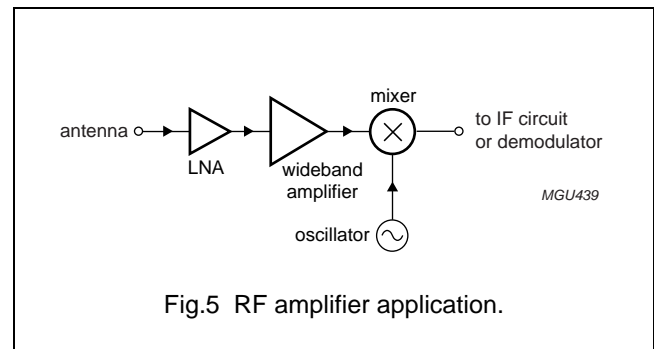 mixer
antenna
to IF circuit
or demodulator
LNA
wideband
amplifier
MGU439
oscillator
Fig.5 RF amplifier application.